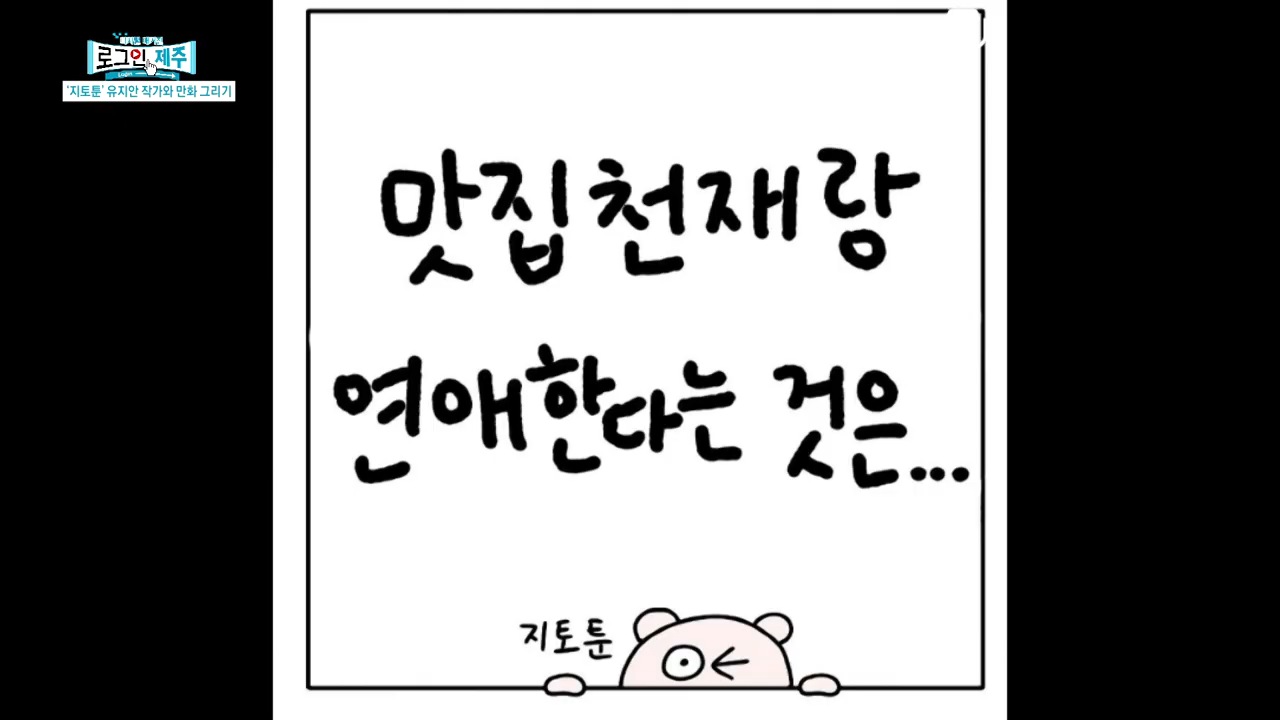 로그인 제주
Login
'지토툰' 유지안 작가와 만화 그리기
맛집천재랑
연애한다는 것은...
지토툰